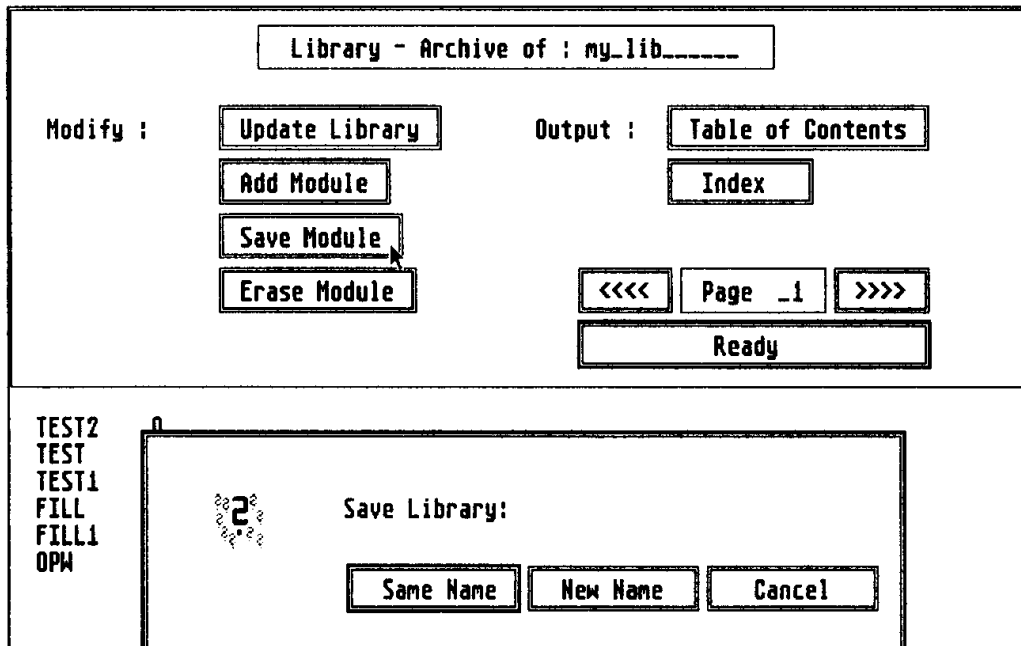 Library - Archive of : my_lib______
Modify : Update Library Output : Table of Contents
Add Module Index
Save Module
Erase Module <<<< Page _1 >>>>
Ready
TEST2
TEST
TEST1
FILL Save Library:
FILL1
OPW
Same Name New Name Cancel